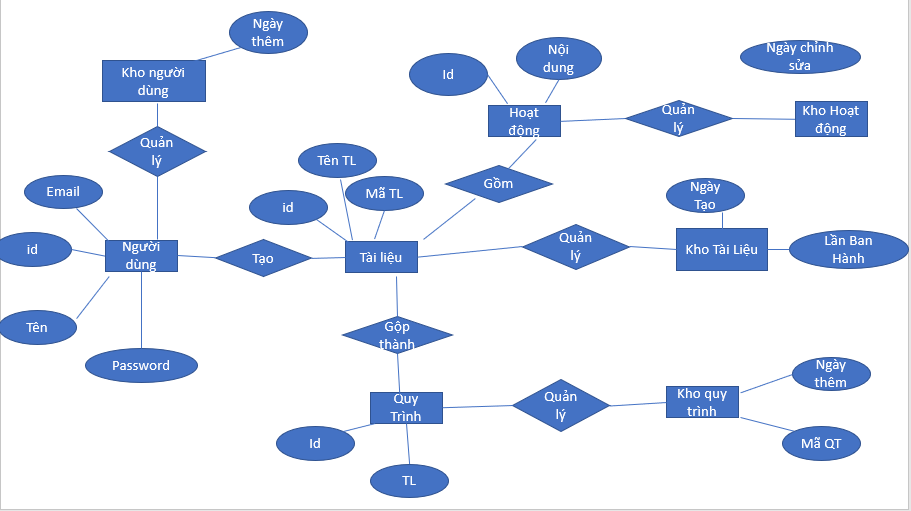 Ngày
thêm
Kho người
dùng
Quản
lý
Email
id
Người
dùng
Tên
Password
Tạo
id
Tên TL
Mã TL
Tài liệu
Id
Nội
dung
Hoạt
động
Gồm
Quản
lý
Ngày chỉnh
sửa
Kho Hoạt
động
Quản
lý
Ngày
Tạo
Kho Tài Liệu
Lần Ban
Hành
Gộp
thành
Quy
Trình
Id
TL
Quản
lý
Kho quy
trình
Ngày
thêm
Mã QT